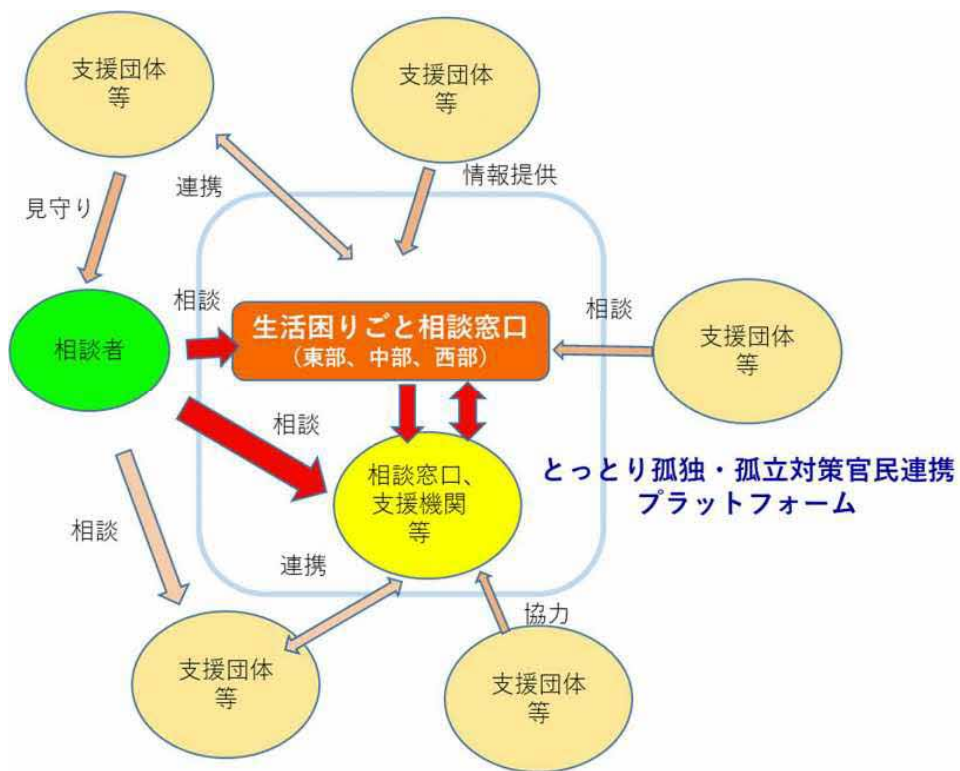 支援団体
等
支援団体
等
情報提供
連携
見守り
相談
生活困りごと相談窓口
（東部、中部、西部）
相談
支援団体
等
相談者
相談
相談窓口、
支援機関
等
とっとり孤独・孤立対策官民連携
プラットフォーム
相談
連携
協力
支援団体
等
支援団体
等